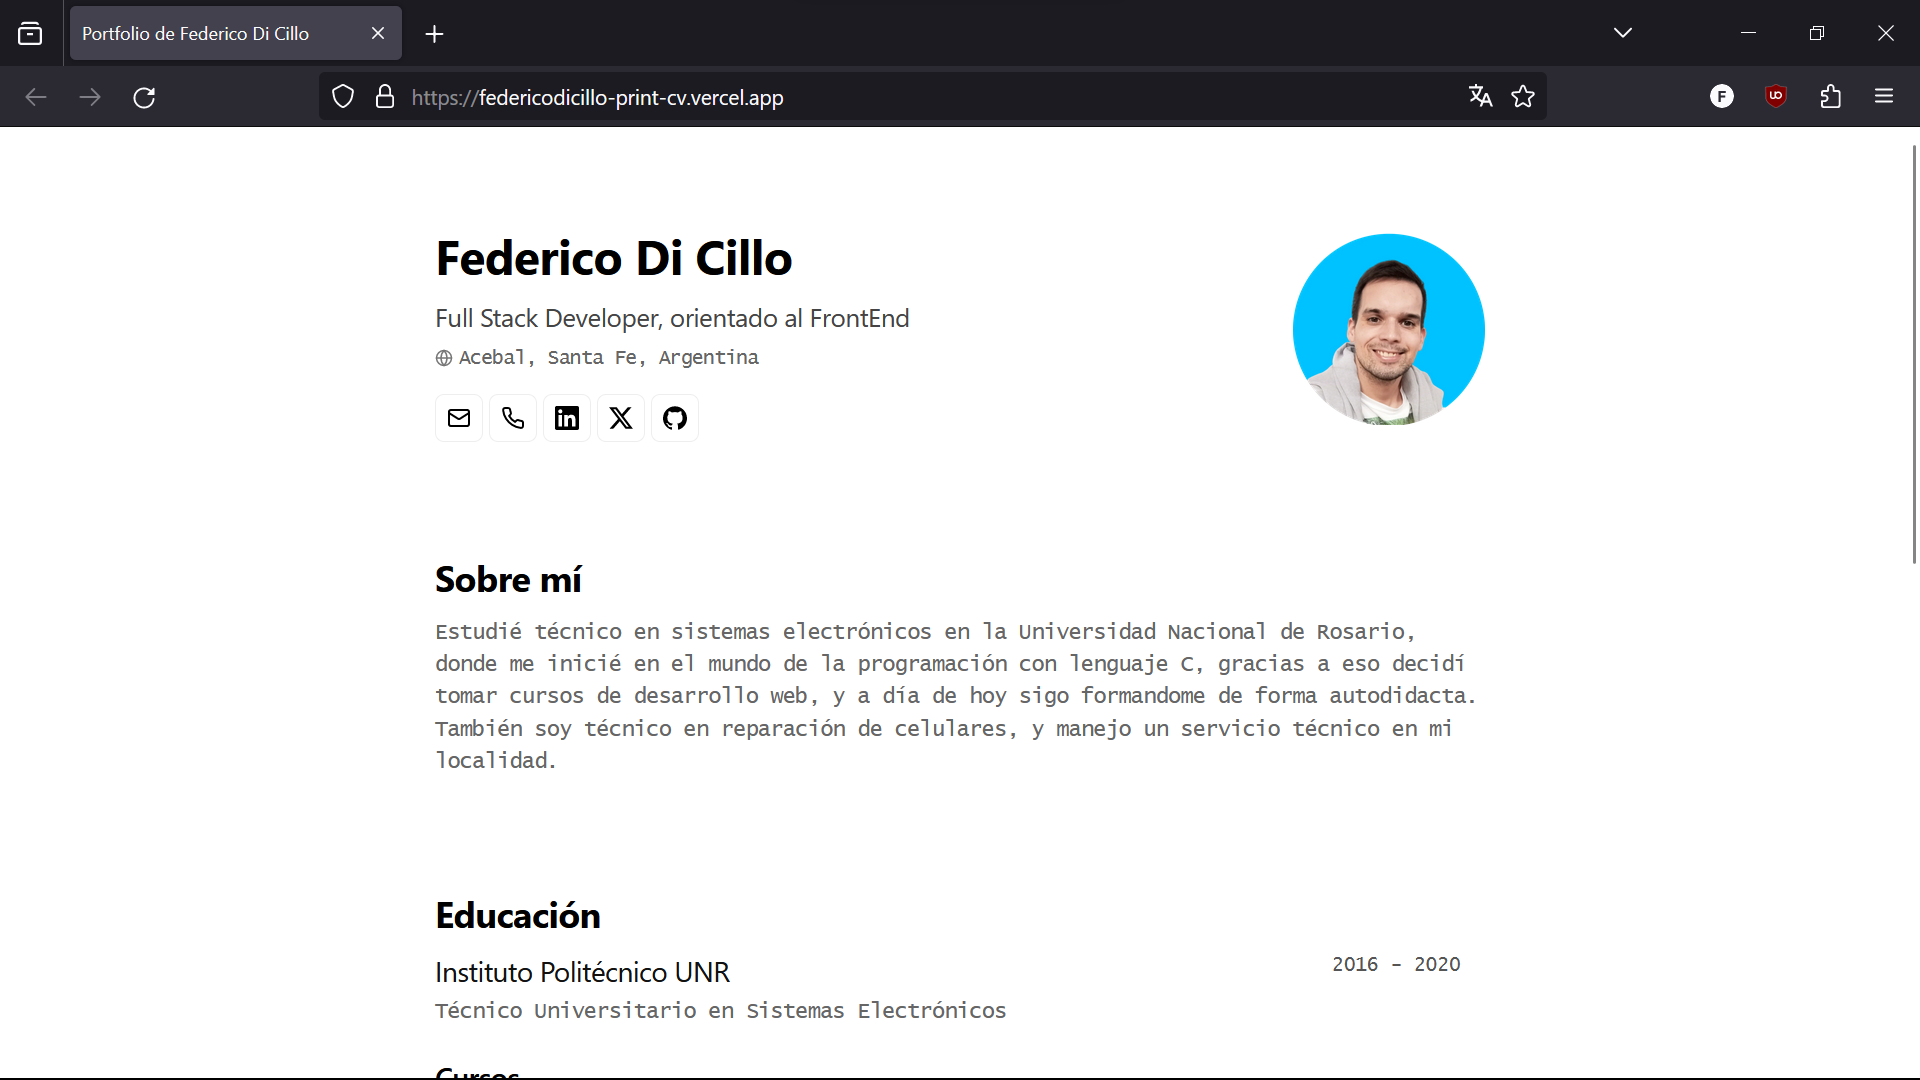 Portfolio de Federico Di Cillo
https://federicodicillo-print-cv.vercel.app
F
Federico Di Cillo
Full Stack Developer, orientado al FrontEnd
Acebal, Santa Fe, Argentina
Sobre mí
Estudié técnico en sistemas electrónicos en la Universidad Nacional de Rosario,
donde me inicié en el mundo de la programación con lenguaje C, gracias a eso decidí
tomar cursos de desarrollo web, y a día de hoy sigo formandome de forma autodidacta.
También soy técnico en reparación de celulares, y manejo un servicio técnico en mi
localidad.
Educación
Instituto Politécnico UNR
2016 - 2020
Técnico Universitario en Sistemas Electrónicos
Cursos